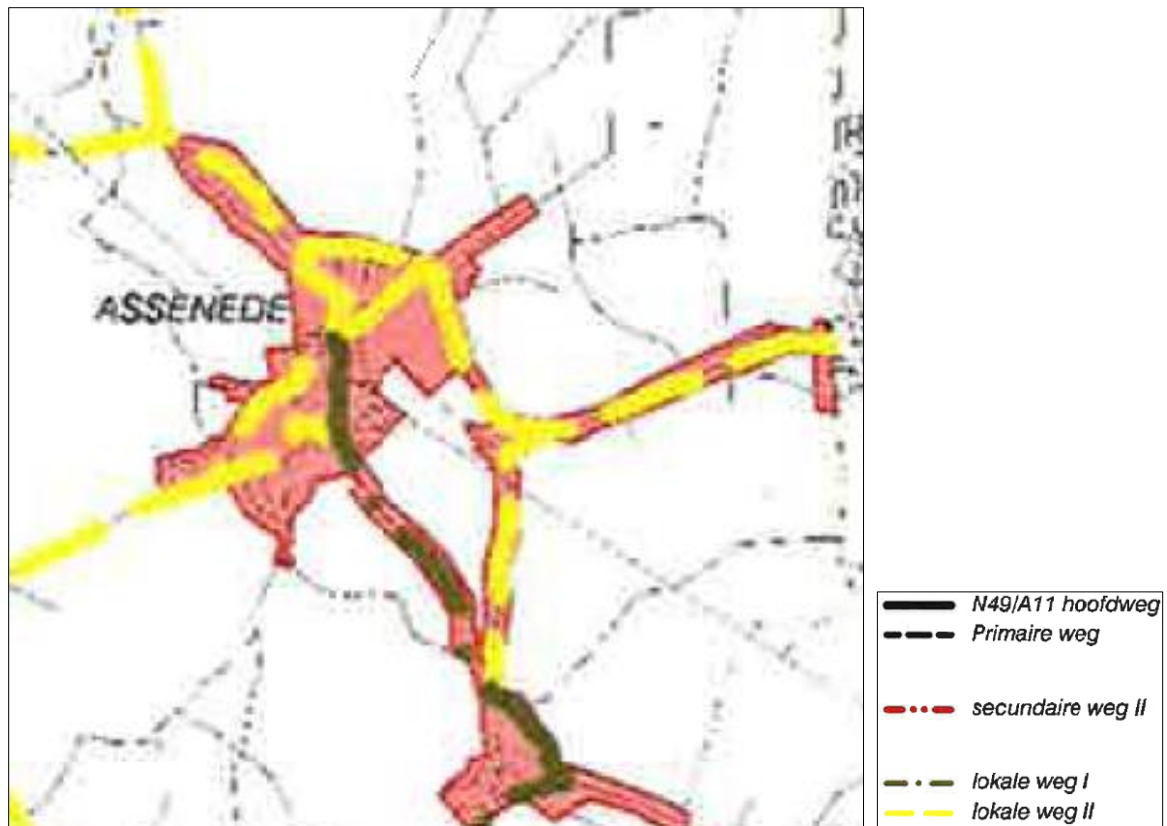 ASSENEDE
N49/A11 hoofdweg
Primaire weg
secundaire weg II
lokale weg I
lokale weg II